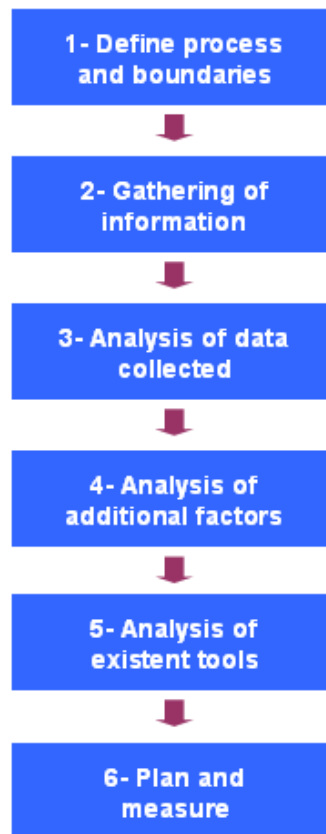 1- Define process
and boundaries
2- Gathering of
information
3- Analysis of data
collected
4- Analysis of
additional factors
5- Analysis of
existent tools
6- Plan and
measure